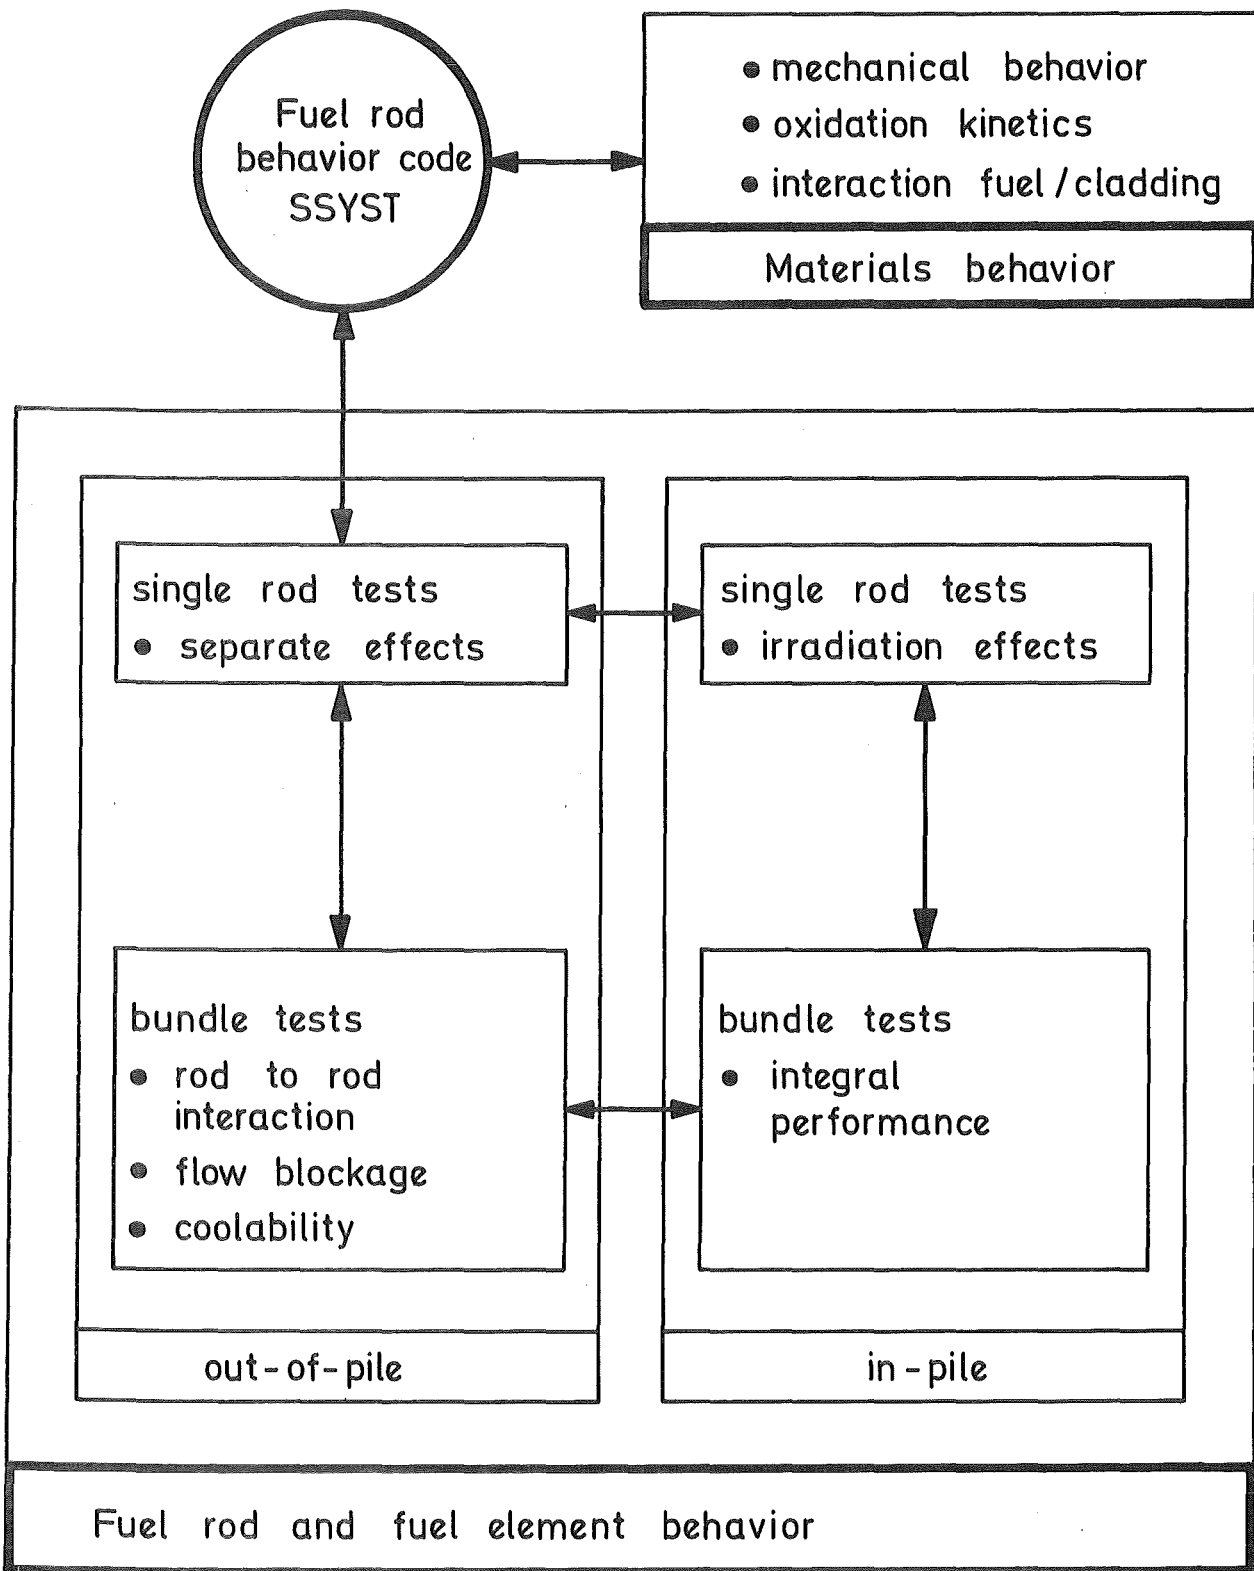 Fuel rod
behavior code
SSYST
• mechanical behavior
• oxidation kinetics
• interaction fuel/cladding
Materials behavior
single rod tests
• separate effects
single rod tests
• irradiation effects
bundle tests
• rod to rod
interaction
• flow blockage
• coolability
bundle tests
• integral
performance
out-of-pile
in-pile
Fuel rod and fuel element behavior